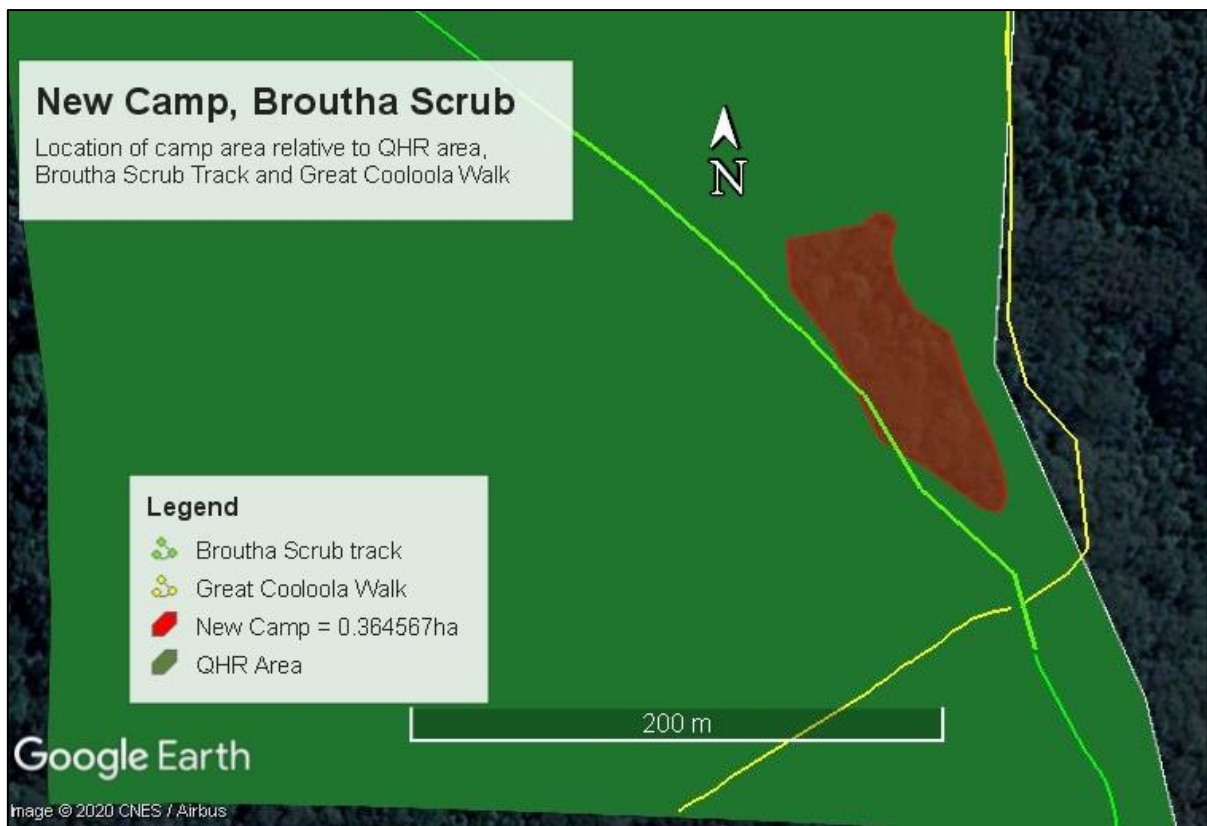 New Camp, Broutha Scrub
Location of camp area relative to QHR area,
Broutha Scrub Track and Great Cooloola Walk
N
Legend
Broutha Scrub track
Great Cooloola Walk
New Camp = 0.364567ha
QHR Area
200 m
Google Earth
Image © 2020 CNES / Airbus